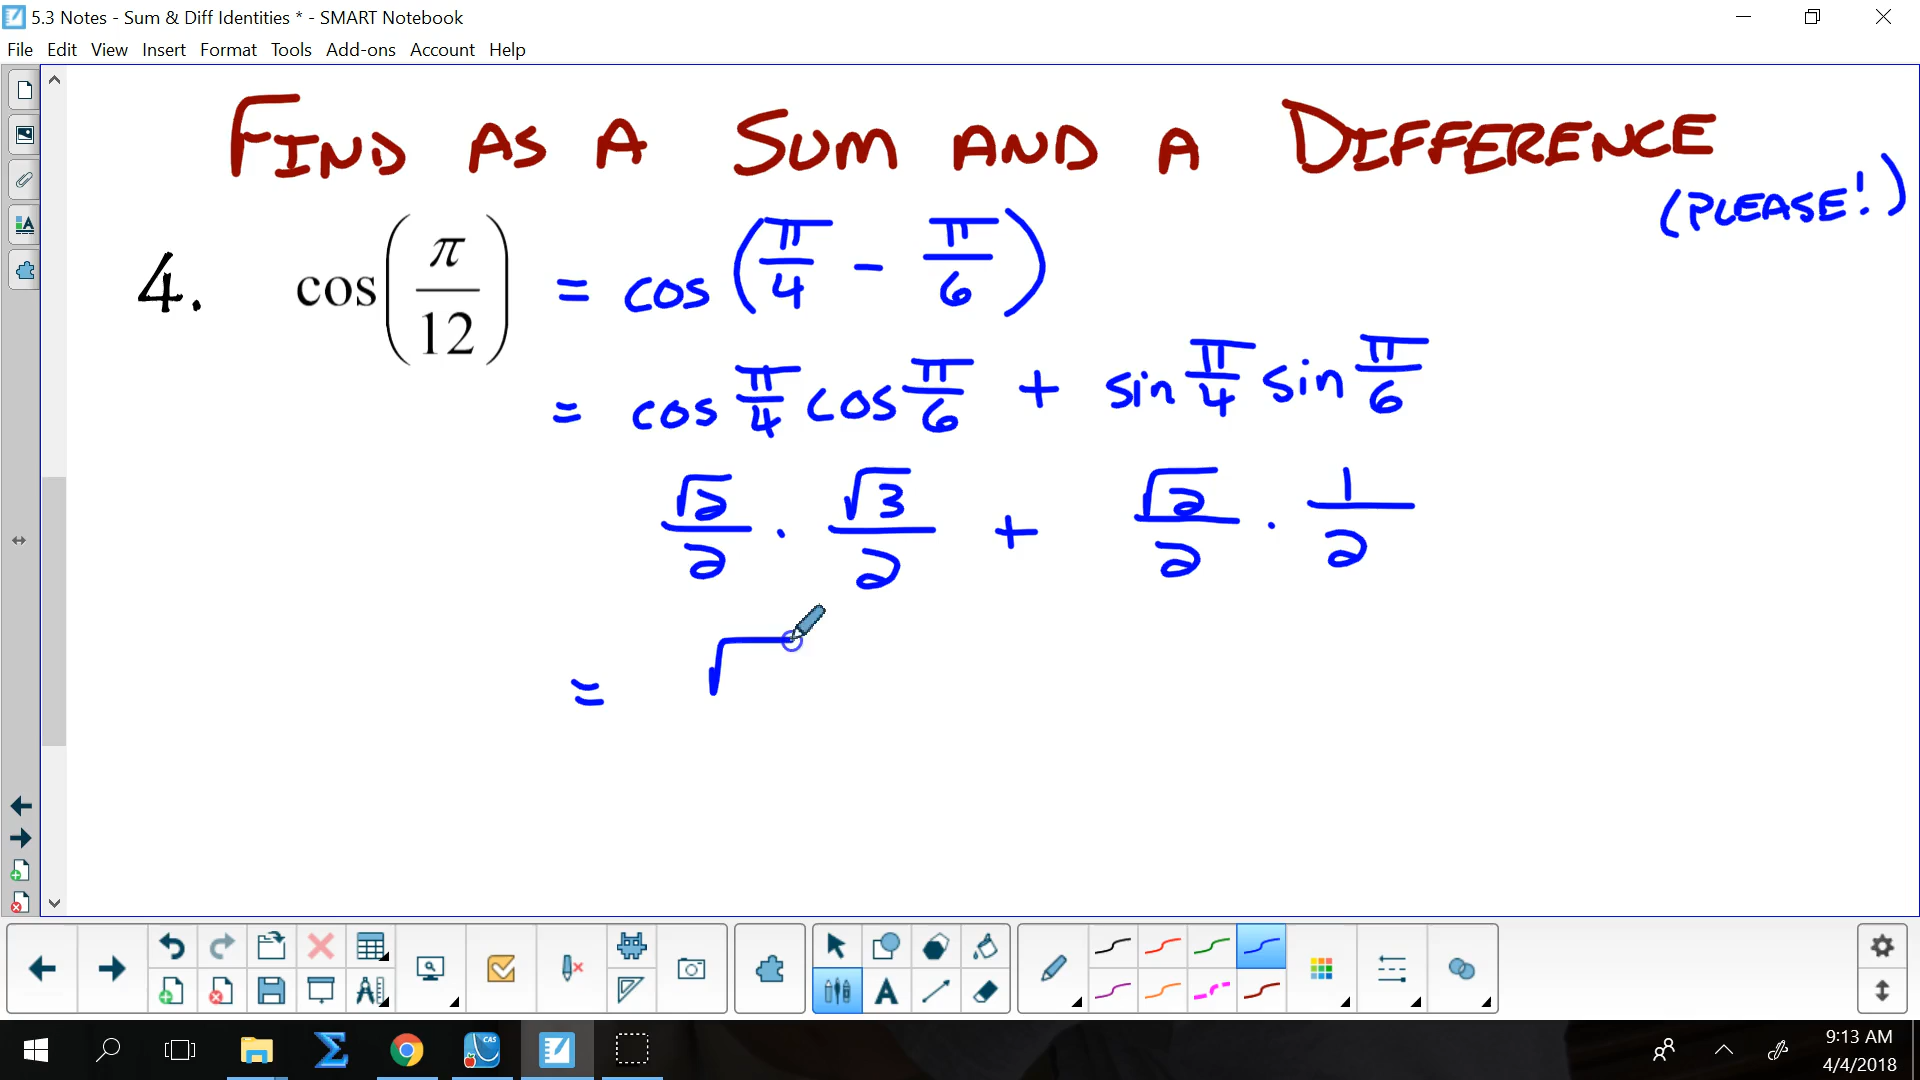 5.3 Notes - Sum & Diff Identities * - SMART Notebook
File Edit View Insert Format Tools Add-ons Account Help
FIND AS A SUM AND A DIFFERENCE
(PLEASE!)
4. cos(π/12) = cos(π/4 - π/6)
= cos π/4 cos π/6 + sin π/4 sin π/6
√2/2 · √3/2 + √2/2 · 1/2
= √
A
CAS
9:13 AM
4/4/2018